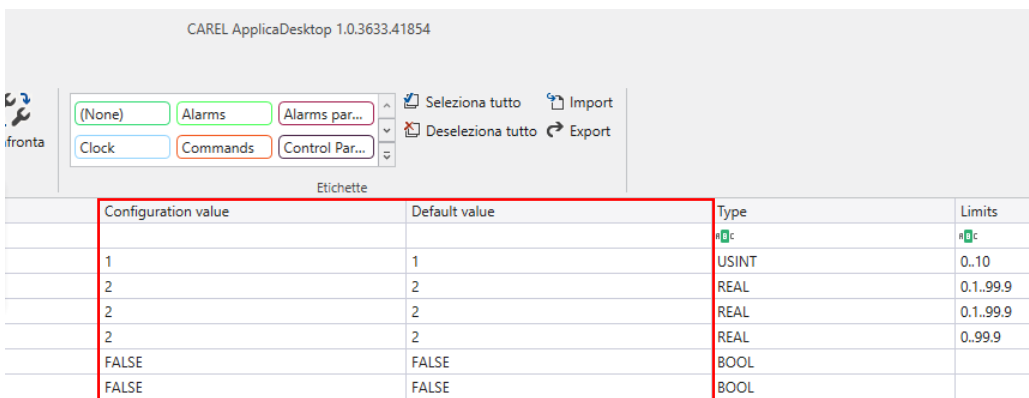 CAREL ApplicaDesktop 1.0.3633.41854
Seleziona tutto Import
(None) Alarms Alarms par...
Deseleziona tutto Export
fronta
Clock Commands Control Par...
Etichette
Configuration value Default value Type Limits
ABC ABC
1 1 USINT 0..10
2 2 REAL 0.1..99.9
2 2 REAL 0.1..99.9
2 2 REAL 0..99.9
FALSE FALSE BOOL
FALSE FALSE BOOL